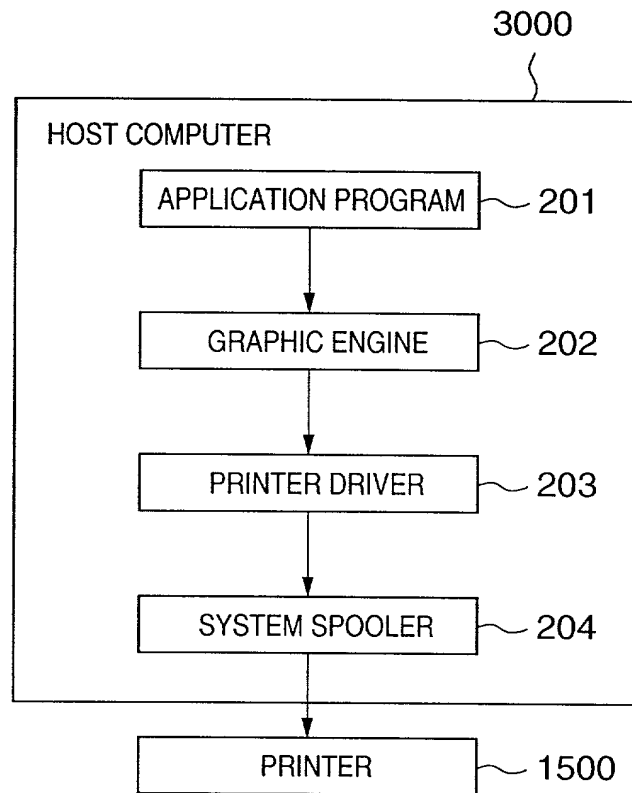 3000
HOST COMPUTER
APPLICATION PROGRAM 201
GRAPHIC ENGINE 202
PRINTER DRIVER 203
SYSTEM SPOOLER 204
PRINTER 1500